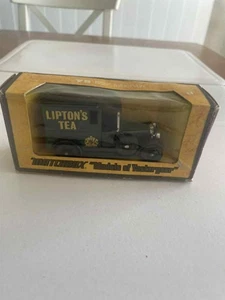 LIPTON'S
TEA
MATCHBOX "Models of Yesteryear"